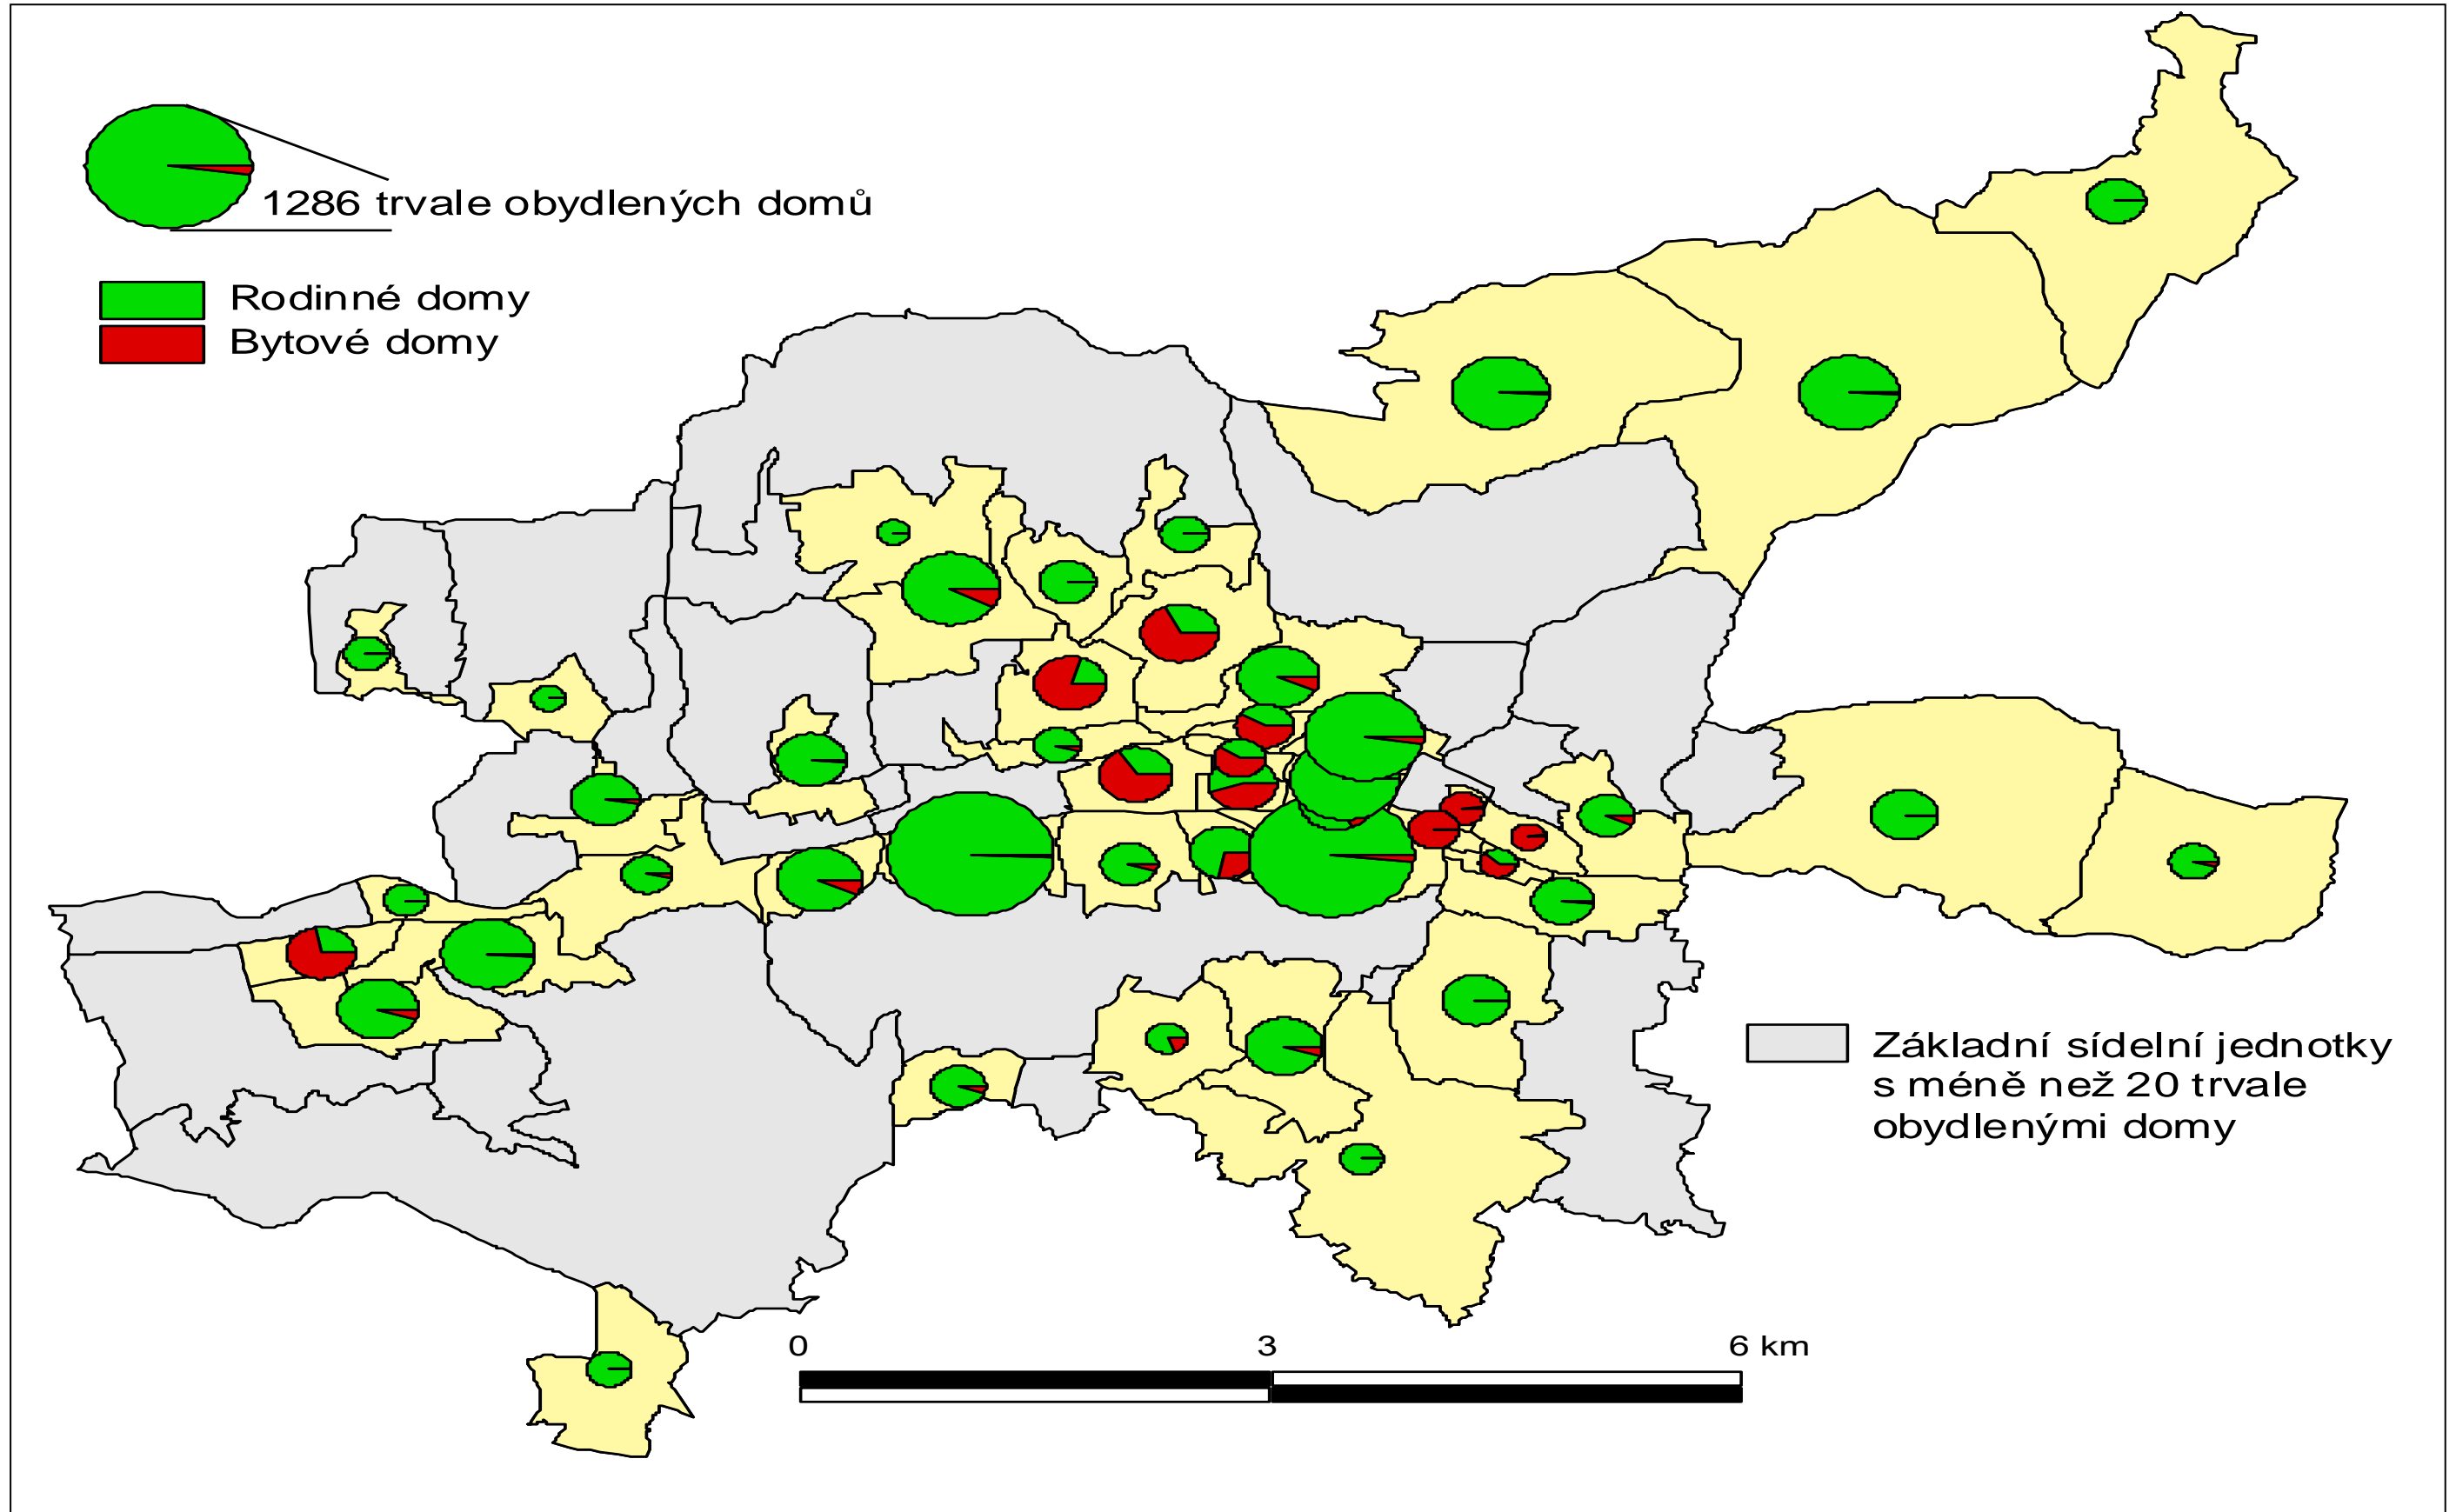 1286 trvale obydlených domů
Rodinné domy
Bytové domy
Základní sídelní jednotky
s méně než 20 trvale
obydlenými domy
0 3 6 km